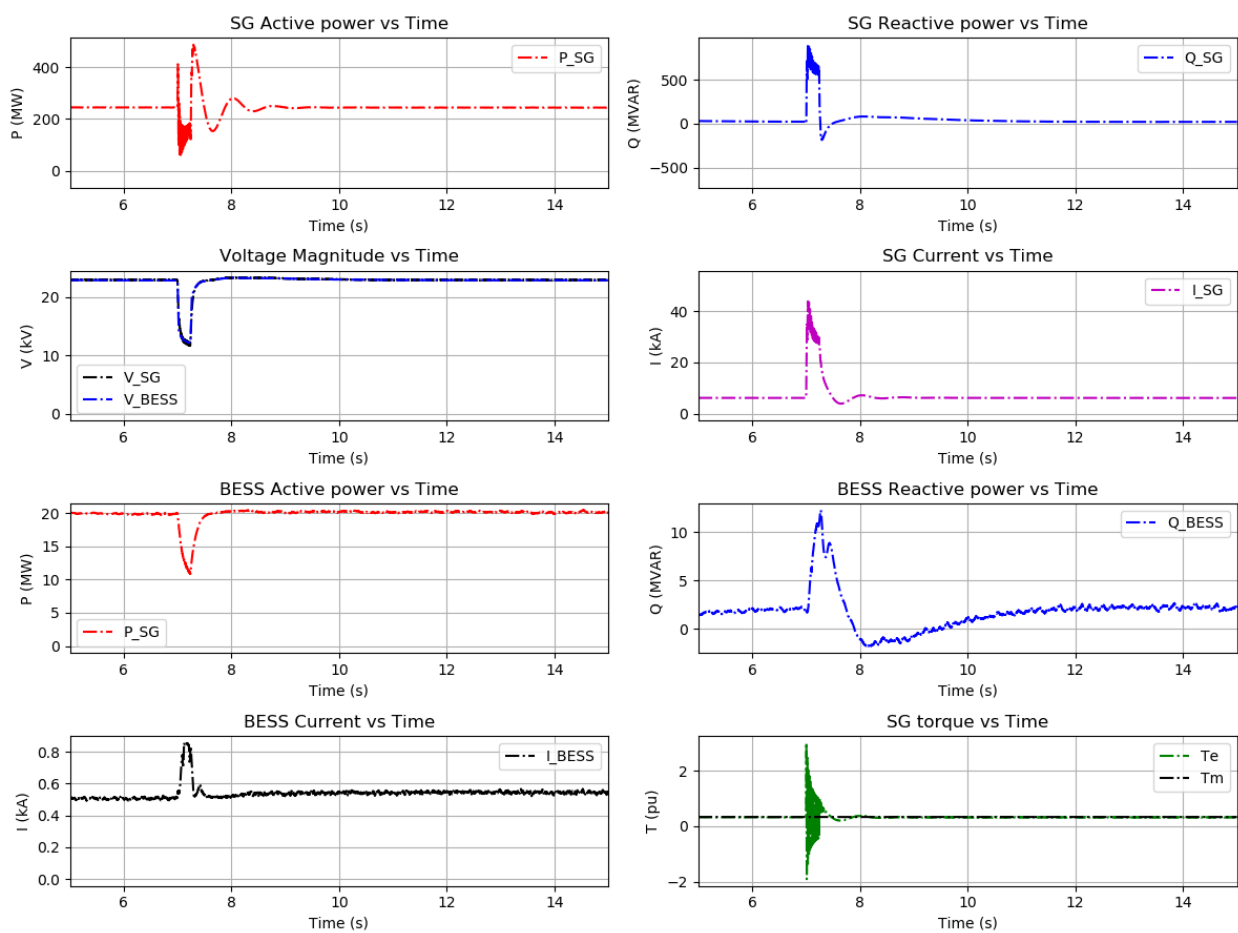 SG Active power vs Time
P (MW)
400
200
0
P_SG
6 8 10 12 14
Time (s)
SG Reactive power vs Time
Q (MVAR)
500
0
−500
Q_SG
6 8 10 12 14
Time (s)
Voltage Magnitude vs Time
V (kV)
20
10
0
V_SG
V_BESS
6 8 10 12 14
Time (s)
SG Current vs Time
I (kA)
40
20
0
I_SG
6 8 10 12 14
Time (s)
BESS Active power vs Time
P (MW)
20
15
10
5
0
P_SG
6 8 10 12 14
Time (s)
BESS Reactive power vs Time
Q (MVAR)
10
5
0
Q_BESS
6 8 10 12 14
Time (s)
BESS Current vs Time
I (kA)
0.8
0.6
0.4
0.2
0.0
I_BESS
6 8 10 12 14
Time (s)
SG torque vs Time
T (pu)
2
0
−2
Te
Tm
6 8 10 12 14
Time (s)